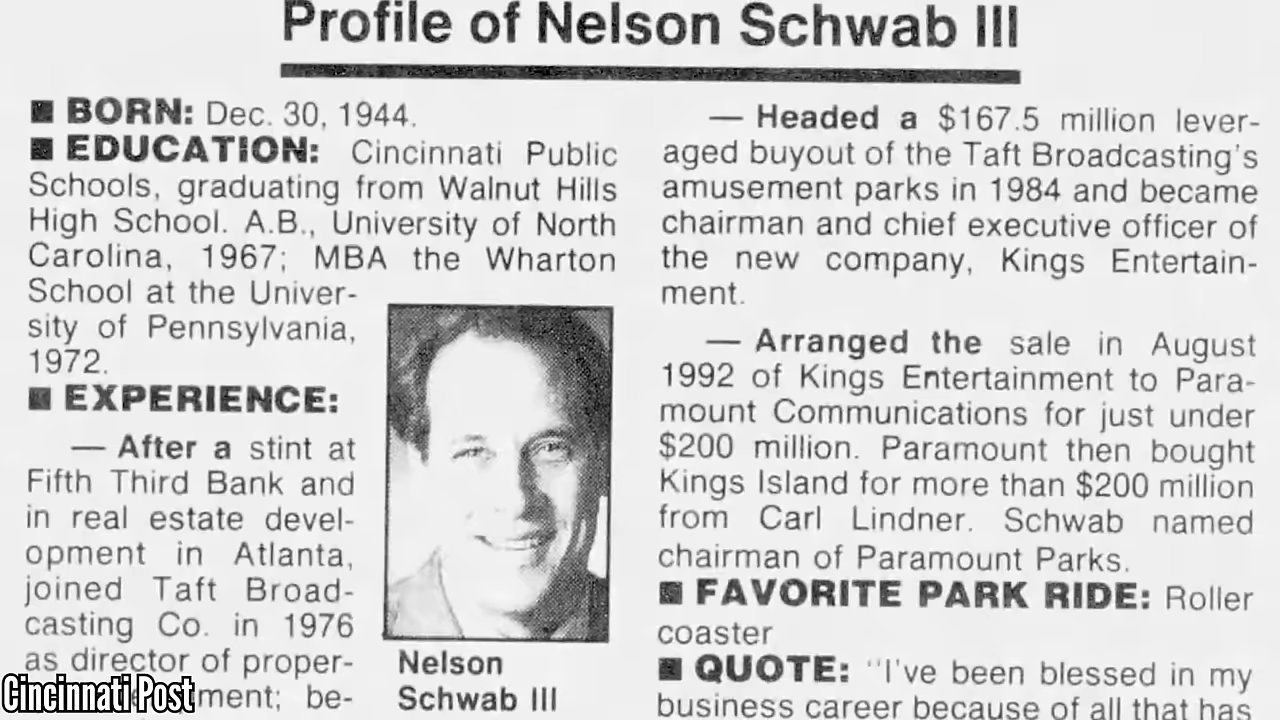 Profile of Nelson Schwab III
■ BORN: Dec. 30, 1944.
■ EDUCATION: Cincinnati Public
Schools, graduating from Walnut Hills
High School. A.B., University of North
Carolina, 1967; MBA the Wharton
School at the Univer-
sity of Pennsylvania,
1972.
■ EXPERIENCE:
— After a stint at
Fifth Third Bank and
in real estate devel-
opment in Atlanta,
joined Taft Broad-
casting Co. in 1976
as director of proper-
ment; be-
Nelson
Schwab III
— Headed a $167.5 million lever-
aged buyout of the Taft Broadcasting's
amusement parks in 1984 and became
chairman and chief executive officer of
the new company, Kings Entertain-
ment.
— Arranged the sale in August
1992 of Kings Entertainment to Para-
mount Communications for just under
$200 million. Paramount then bought
Kings Island for more than $200 million
from Carl Lindner. Schwab named
chairman of Paramount Parks.
■ FAVORITE PARK RIDE: Roller
coaster
■ QUOTE: "I've been blessed in my
business career because of all that has
Cincinnati Post